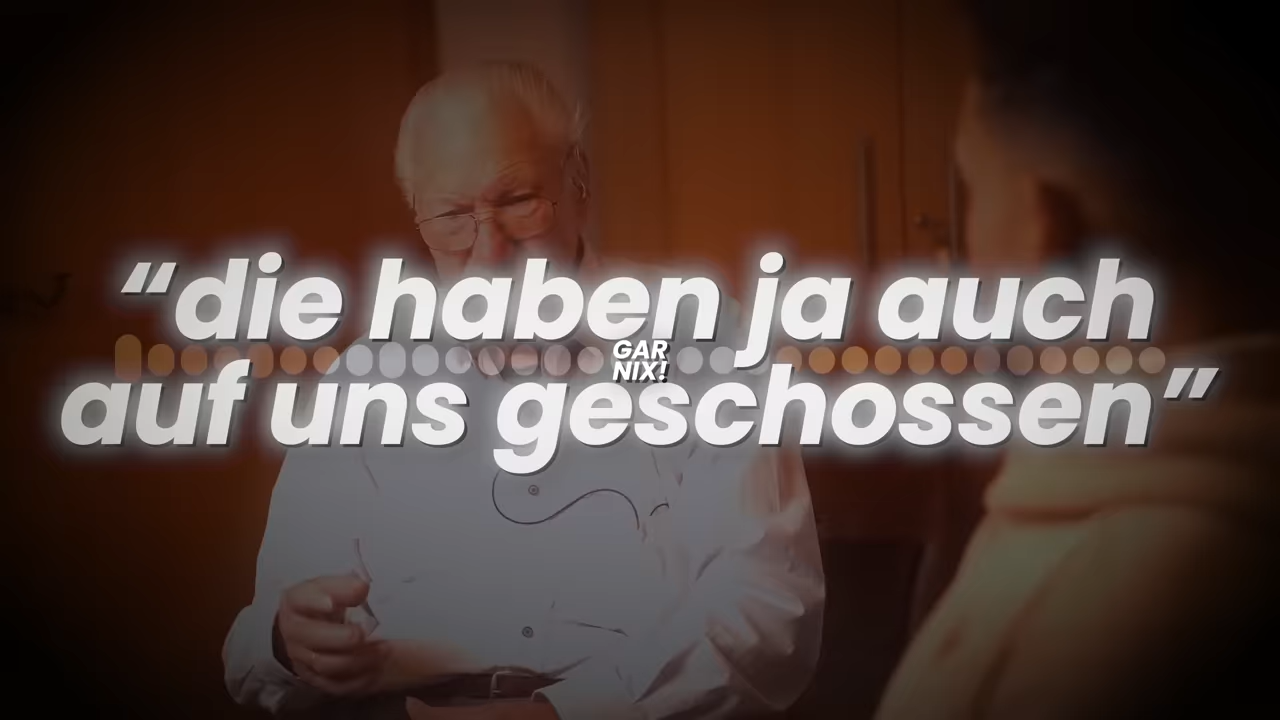 “die haben ja auch
GAR
NIX!
auf uns geschossen”